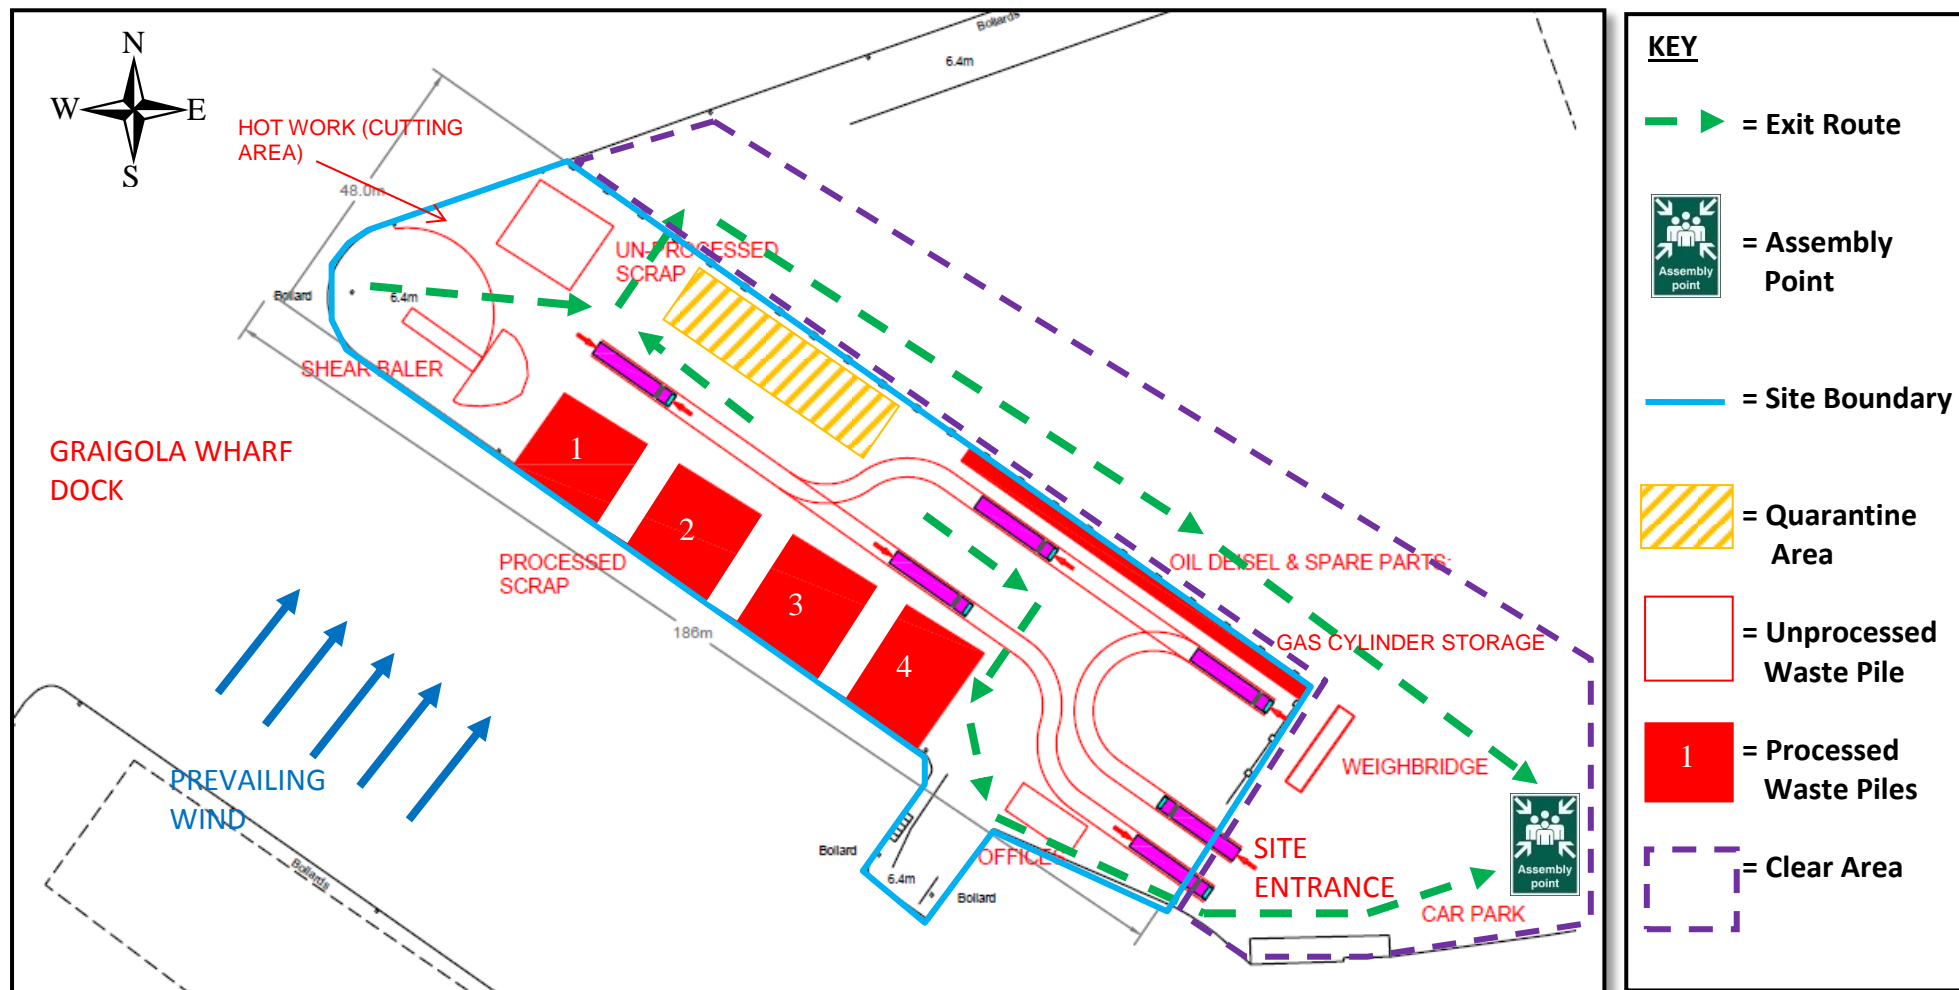 N
W
E
S
HOT WORK (CUTTING
AREA)
48.0m
Bollards
6.4m
UN-PROCESSED
SCRAP
Bollard
6.4m
SHEAR BALER
GRAIGOLA WHARF
DOCK
1
2
3
4
PROCESSED
SCRAP
186m
OIL DEISEL & SPARE PARTS:
GAS CYLINDER STORAGE
WEIGHBRIDGE
PREVAILING
WIND
Bollards
Bollard
6.4m
Bollard
OFFICES
SITE
ENTRANCE
CAR PARK
Assembly
point
KEY
= Exit Route
Assembly
point
= Assembly
Point
= Site Boundary
= Quarantine
Area
= Unprocessed
Waste Pile
1
= Processed
Waste Piles
= Clear Area